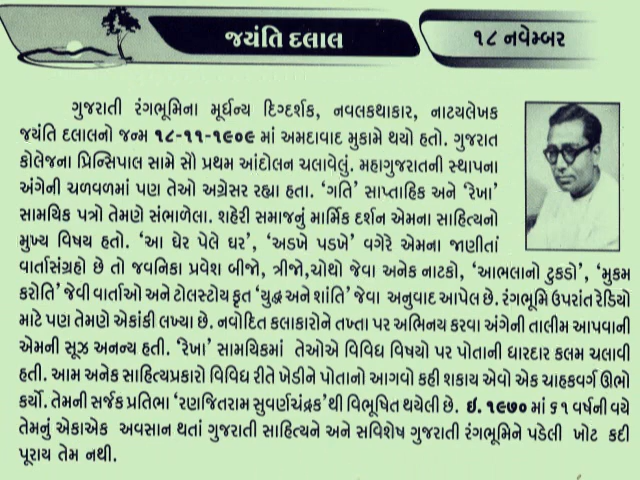 જયંતિ દલાલ
૧૮ નવેમ્બર
ગુજરાતી રંગભૂમિના મૂર્ધન્ય દિગ્દર્શક, નવલકથાકાર, નાટ્યલેખક
જયંતિ દલાલનો જન્મ ૧૮-૧૧-૧૯૦૯ માં અમદાવાદ મુકામે થયો હતો. ગુજરાત
કોલેજના પ્રિન્સિપાલ સામે સૌ પ્રથમ આંદોલન ચલાવેલું. મહાગુજરાતની સ્થાપના
અંગેની ચળવળમાં પણ તેઓ અગ્રેસર રહ્યા હતા. ‘ગતિ’ સાપ્તાહિક અને ‘રેખા’
સામયિક પત્રો તેમણે સંભાળેલા. શહેરી સમાજનું માર્મિક દર્શન એમના સાહિત્યનો
મુખ્ય વિષય હતો. ‘આ ઘેર પેલે ઘર’, ‘અડખે પડખે’ વગેરે એમના જાણીતાં
વાર્તાસંગ્રહો છે તો જવનિકા પ્રવેશ બીજો, ત્રીજો,ચોથો જેવા અનેક નાટકો, ‘આભલાનો ટુકડો’, ‘મુકમ
કરોતિ’ જેવી વાર્તાઓ અને ટોલસ્ટોય કૃત ‘યુદ્ધ અને શાંતિ’ જેવા અનુવાદ આપેલ છે. રંગભૂમિ ઉપરાંત રેડિયો
માટે પણ તેમણે એકાંકી લખ્યા છે. નવોદિત કલાકારોને તખ્તા પર અભિનય કરવા અંગેની તાલીમ આપવાની
એમની સૂઝ અનન્ય હતી. ‘રેખા’ સામયિકમાં તેઓએ વિવિધ વિષયો પર પોતાની ધારદાર કલમ ચલાવી
હતી. આમ અનેક સાહિત્યપ્રકારો વિવિધ રીતે ખેડીને પોતાનો આગવો કહી શકાય એવો એક ચાહકવર્ગ ઊભો
કર્યો. તેમની સર્જક પ્રતિભા ‘રણજિતરામ સુવર્ણચંદ્રક’થી વિભૂષિત થયેલી છે. ઇ. ૧૯૭૦ માં ૬૧ વર્ષની વયે
તેમનું એકાએક અવસાન થતાં ગુજરાતી સાહિત્યને અને સવિશેષ ગુજરાતી રંગભૂમિને પડેલી ખોટ કદી
પૂરાય તેમ નથી.